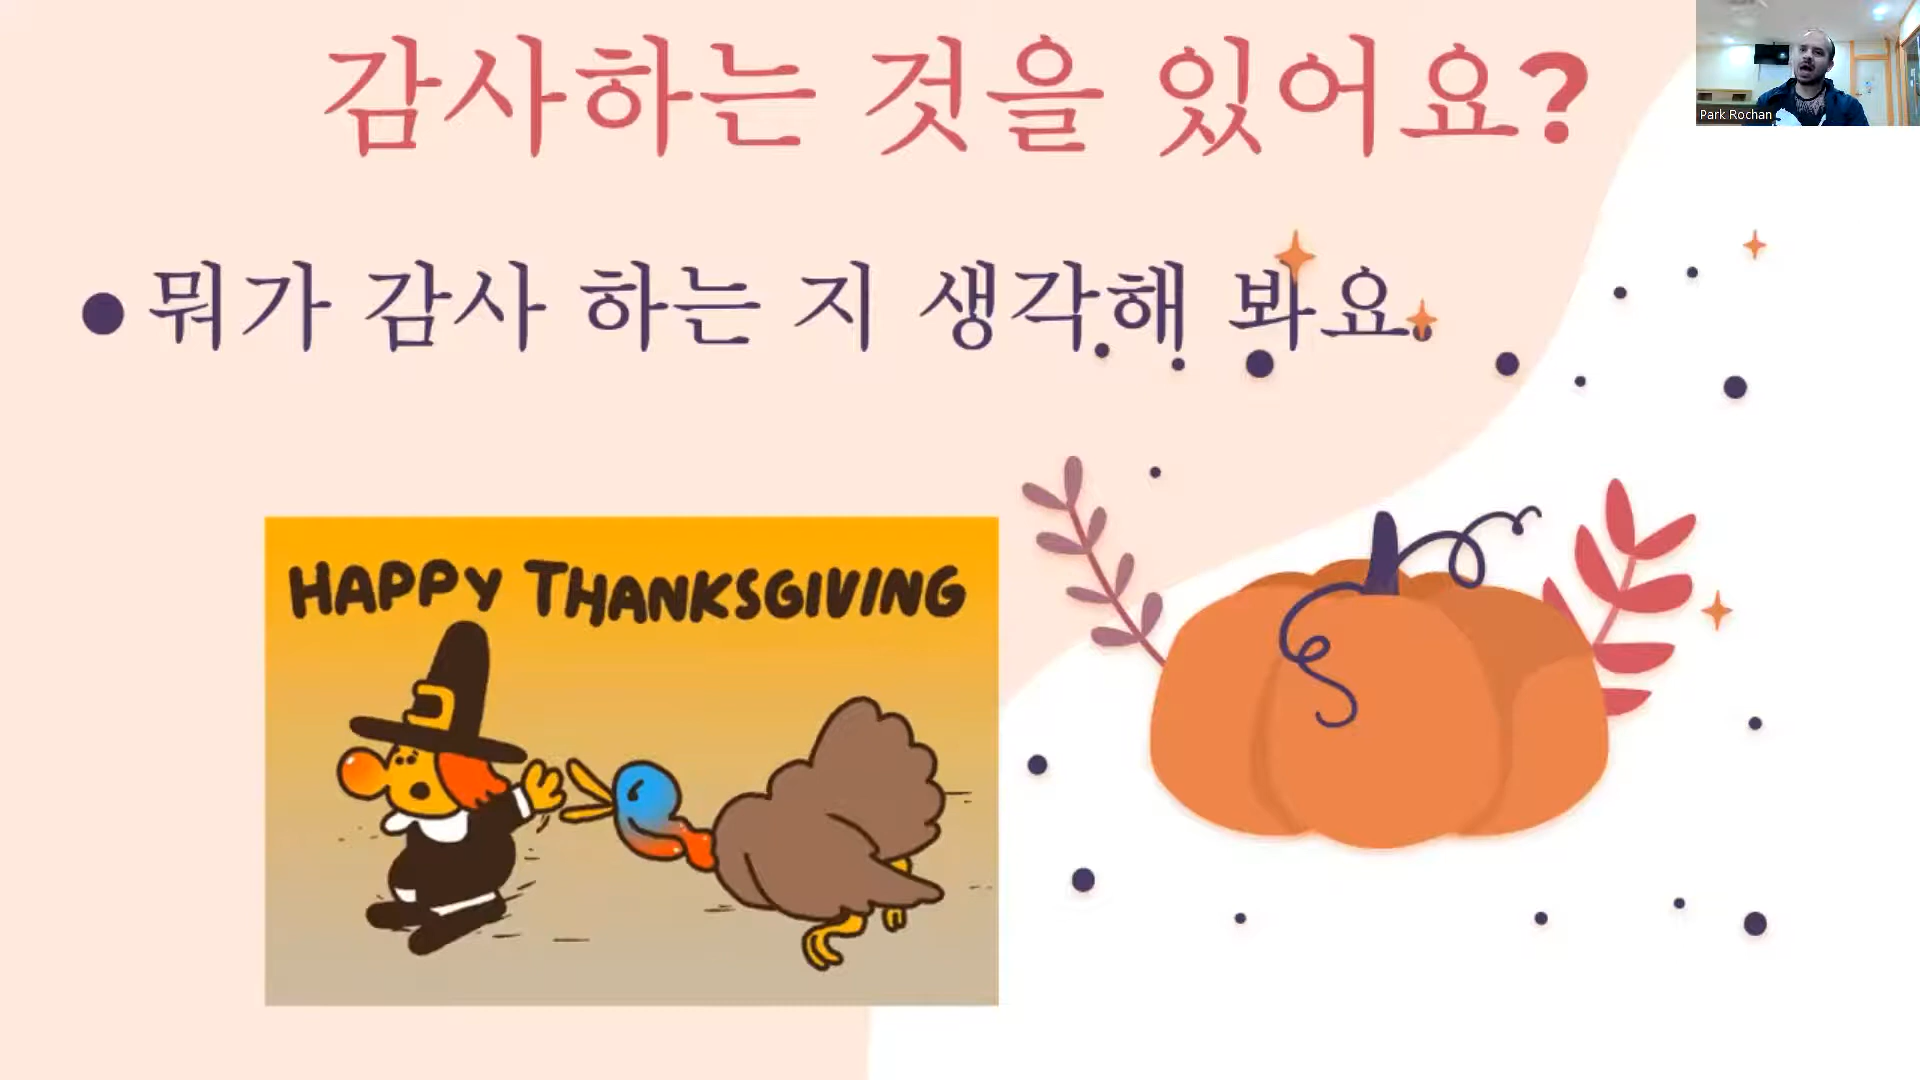 감사하는 것을 있어요?
• 뭐가 감사 하는 지 생각해 봐요.
HAPPY THANKSGIVING
Park Rochan